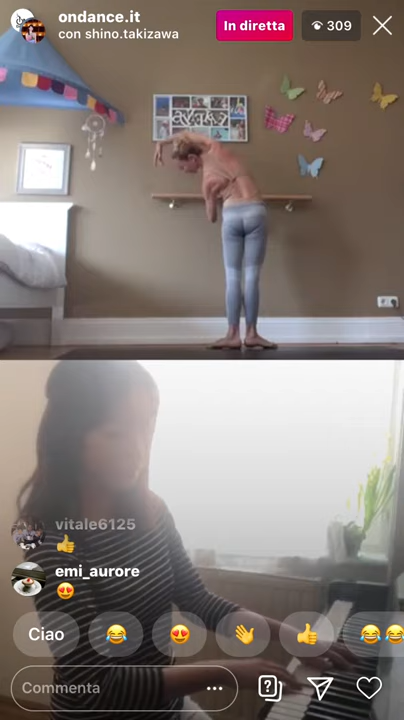 ondance.it
con shino.takizawa
In diretta
309
vitale6125
👍
emi_aurore
😍
Ciao 😂 😍 👋 👍 😂😂
Commenta